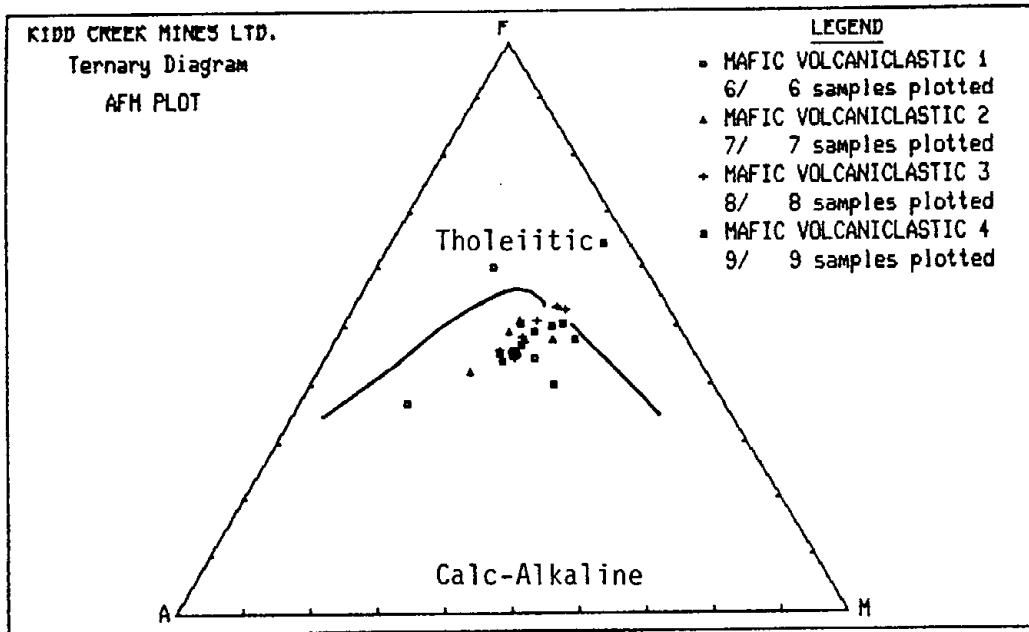 KIDD CREEK MINES LTD.
Ternary Diagram
AFM PLOT
F
LEGEND
MAFIC VOLCANICLASTIC 1
6/ 6 samples plotted
MAFIC VOLCANICLASTIC 2
7/ 7 samples plotted
MAFIC VOLCANICLASTIC 3
8/ 8 samples plotted
MAFIC VOLCANICLASTIC 4
9/ 9 samples plotted
Tholeiitic
Calc-Alkaline
A
M